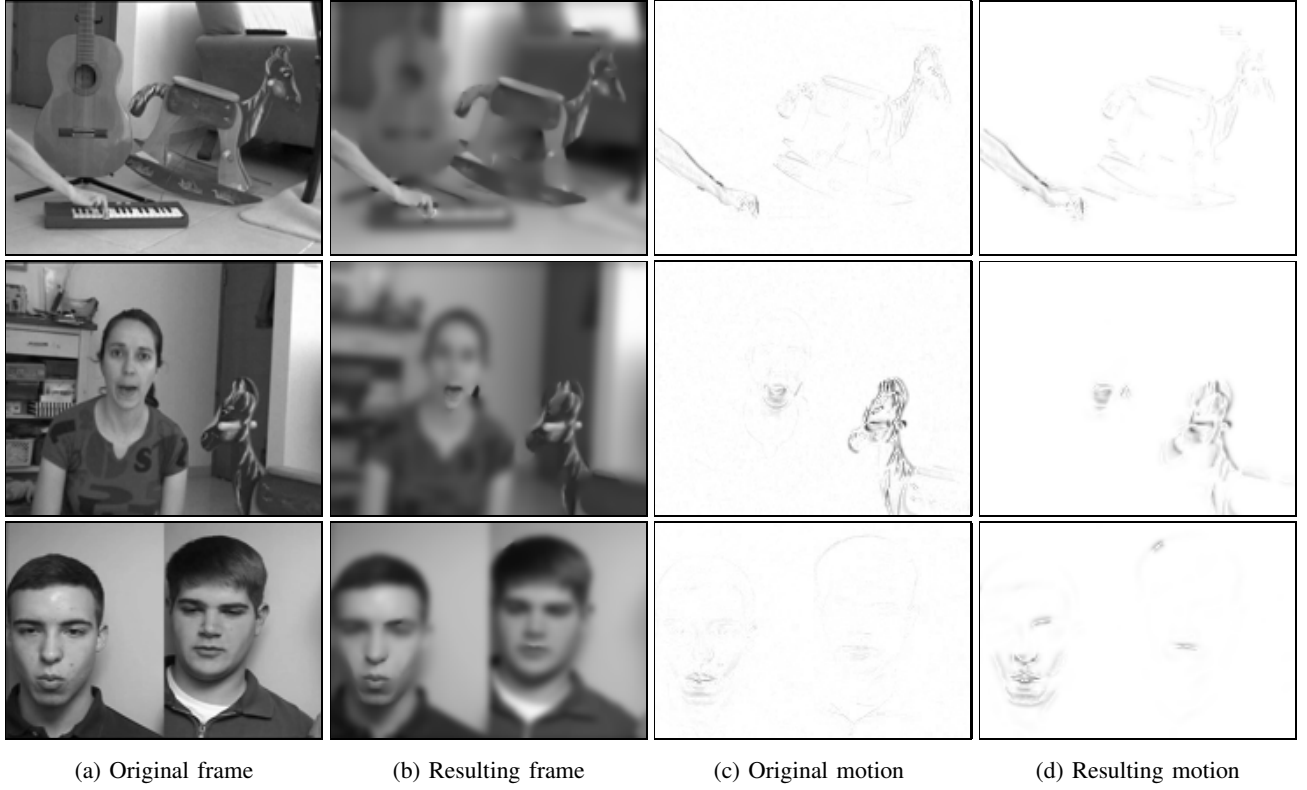 (a) Original frame
(b) Resulting frame
(c) Original motion
(d) Resulting motion